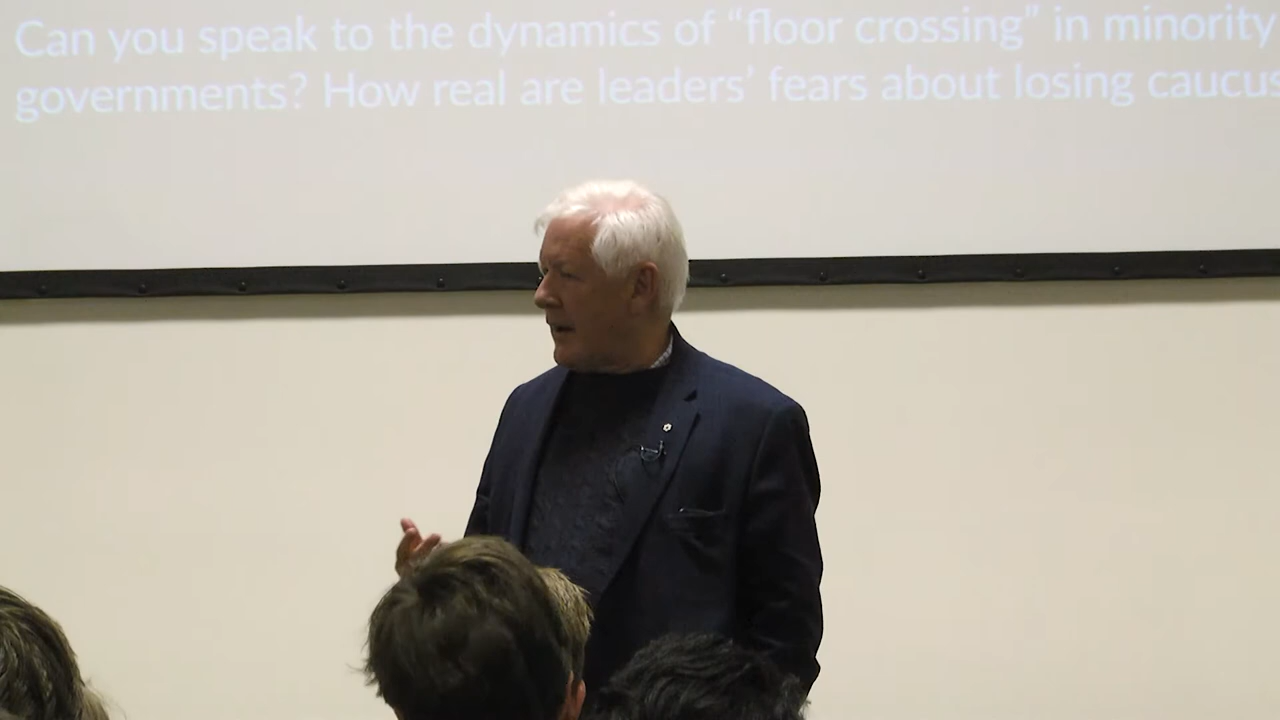 Can you speak to the dynamics of “floor crossing” in minority
governments? How real are leaders’ fears about losing caucus